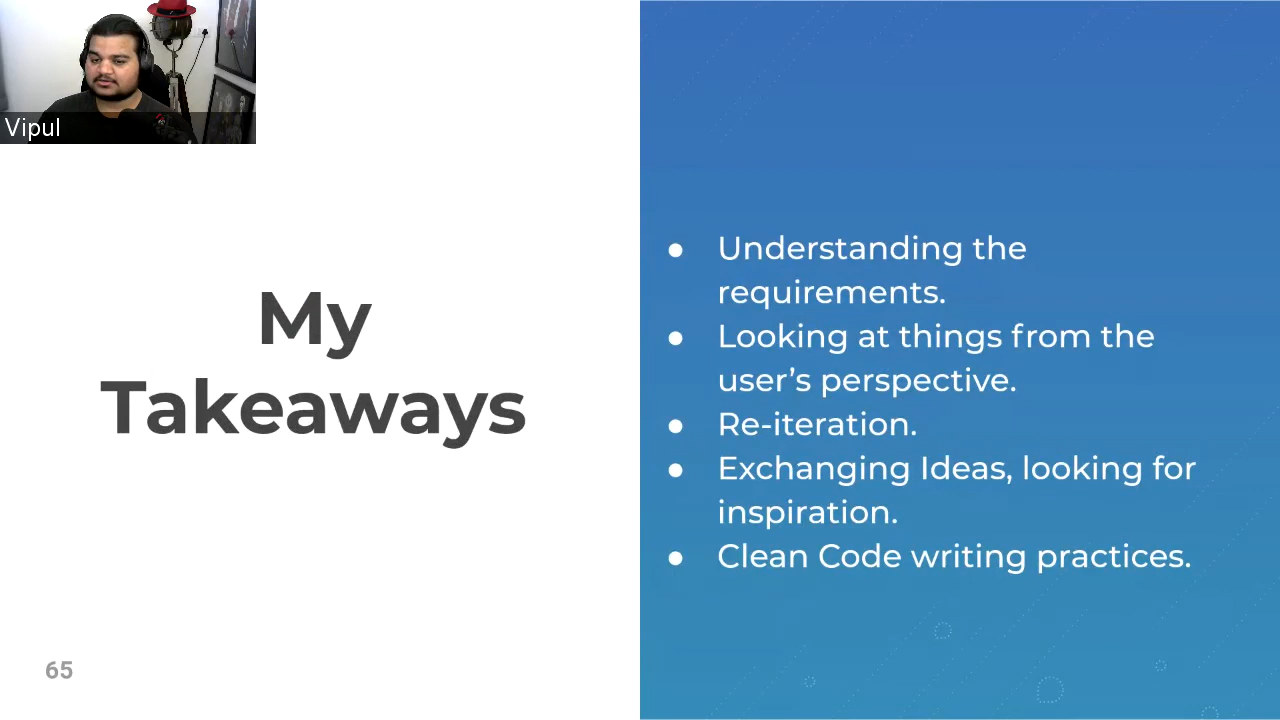 Vipul
My
Takeaways
● Understanding the
requirements.
● Looking at things from the
user’s perspective.
● Re-iteration.
● Exchanging Ideas, looking for
inspiration.
● Clean Code writing practices.
65